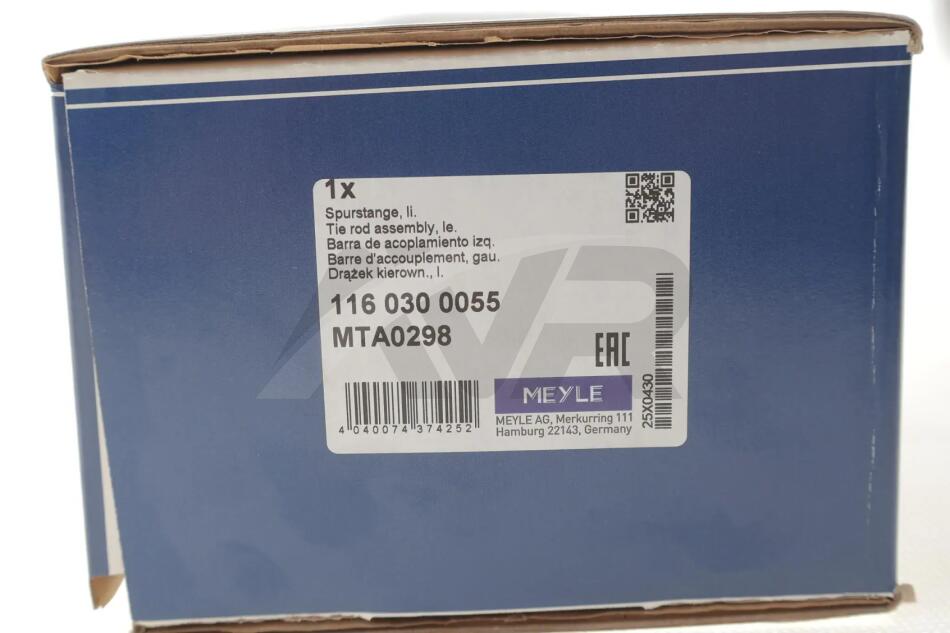 1x
Spurstange, li.
Tie rod assembly, le.
Barra de acoplamiento izq.
Barre d'accouplement, gau.
Drążek kierown., l.
116 030 0055
MTA0298
EAC
MEYLE
MEYLE AG, Merkurring 111
Hamburg 22143, Germany
4 040074 374252
25X0430
AVR